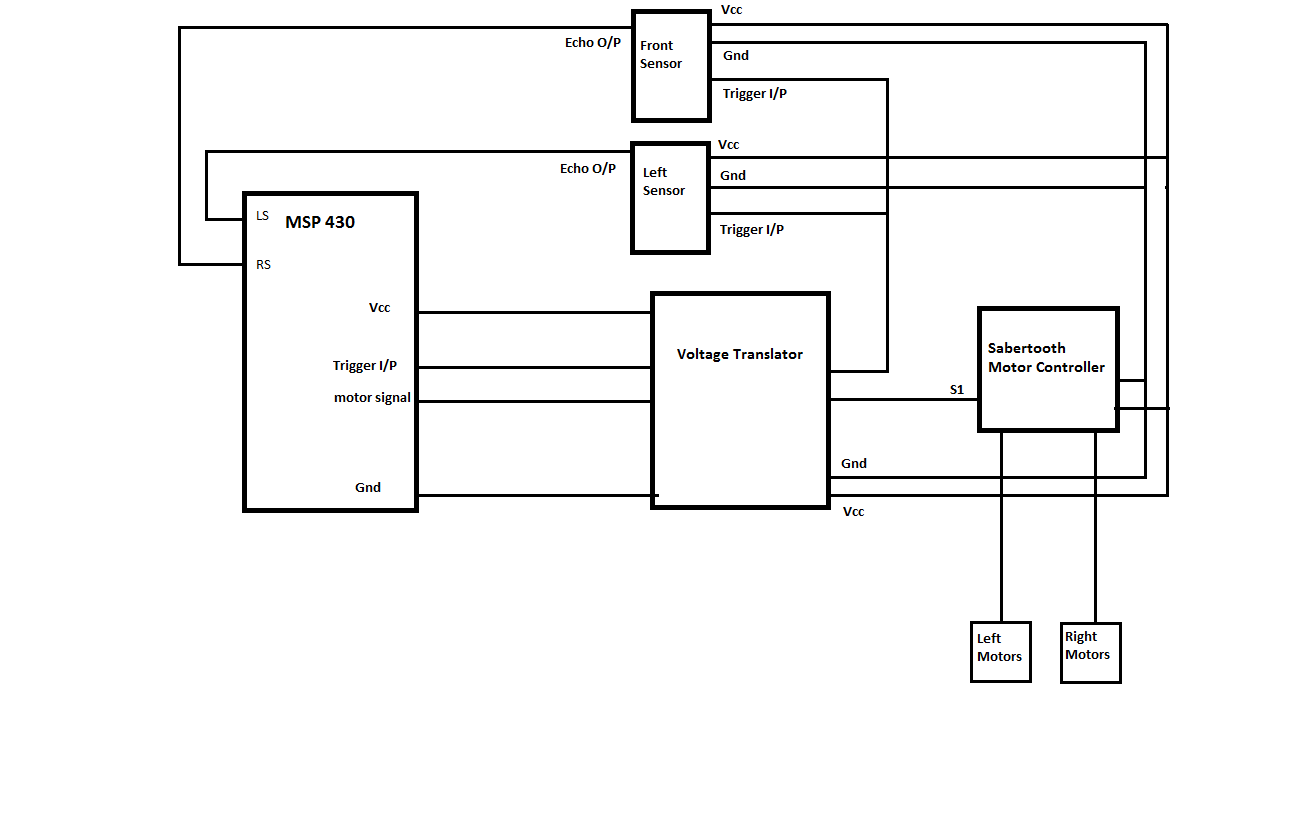 Vcc
Echo O/P
Front
Sensor
Gnd
Trigger I/P
Vcc
Echo O/P
Left
Sensor
Gnd
Trigger I/P
LS
MSP 430
RS
Vcc
Trigger I/P
motor signal
Gnd
Voltage Translator
Sabertooth
Motor Controller
S1
Gnd
Vcc
Left
Motors
Right
Motors